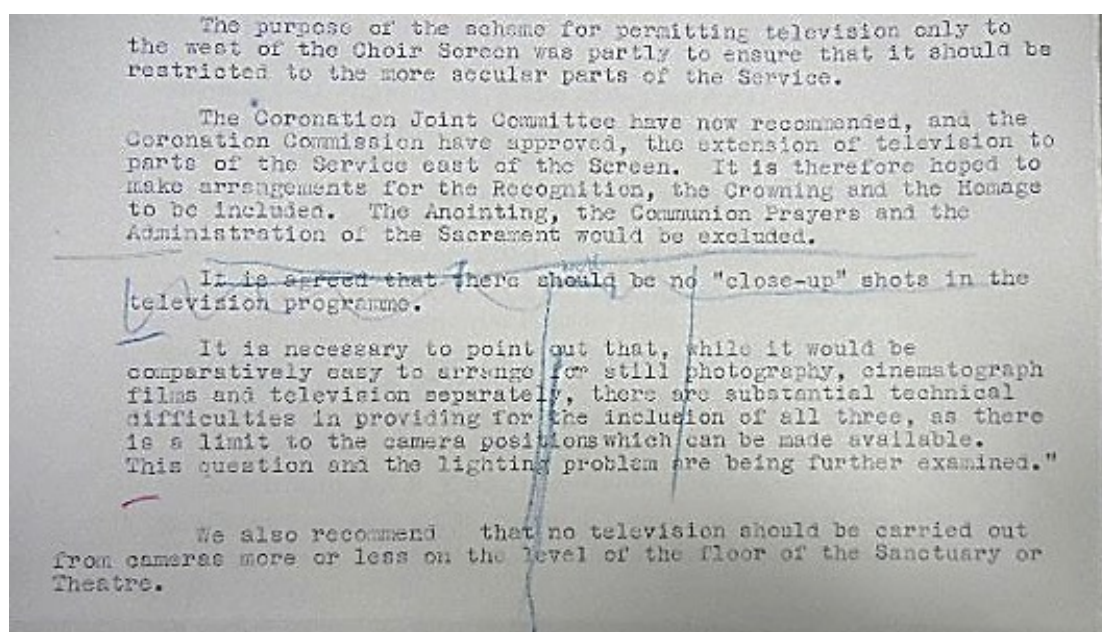 The purpose of the scheme for permitting television only to
the west of the Choir Screen was partly to ensure that it should be
restricted to the more secular parts of the Service.
The Coronation Joint Committee have now recommended, and the
Coronation Commission have approved, the extension of television to
parts of the Service east of the Screen. It is therefore hoped to
make arrangements for the Recognition, the Crowning and the Homage
to be included. The Anointing, the Communion Prayers and the
Administration of the Sacrament would be excluded.
It is agreed that there should be no "close-up" shots in the
television programme.
It is necessary to point out that, while it would be
comparatively easy to arrange for still photography, cinematograph
films and television separately, there are substantial technical
difficulties in providing for the inclusion of all three, as there
is a limit to the camera positions which can be made available.
This question and the lighting problem are being further examined."
We also recommend that no television should be carried out
from cameras more or less on the level of the floor of the Sanctuary or
Theatre.